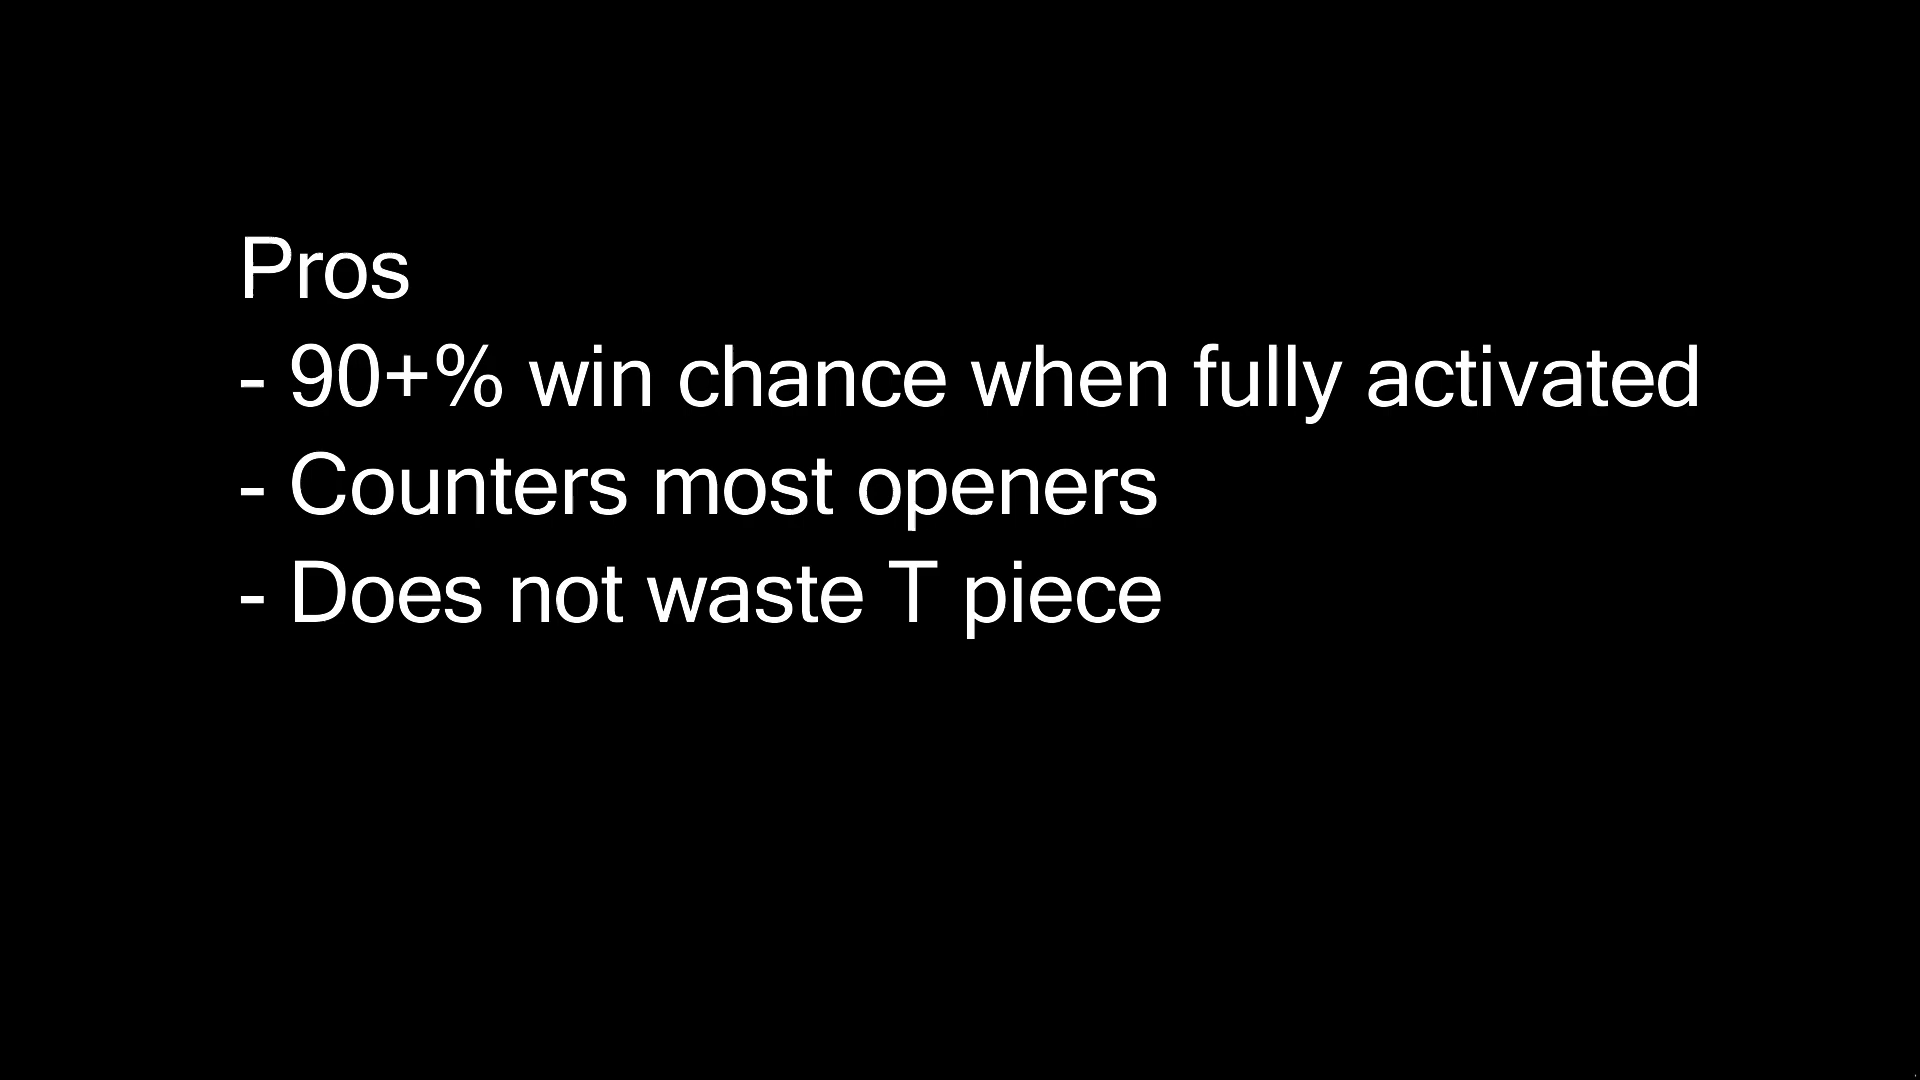 Pros
- 90+% win chance when fully activated
- Counters most openers
- Does not waste T piece